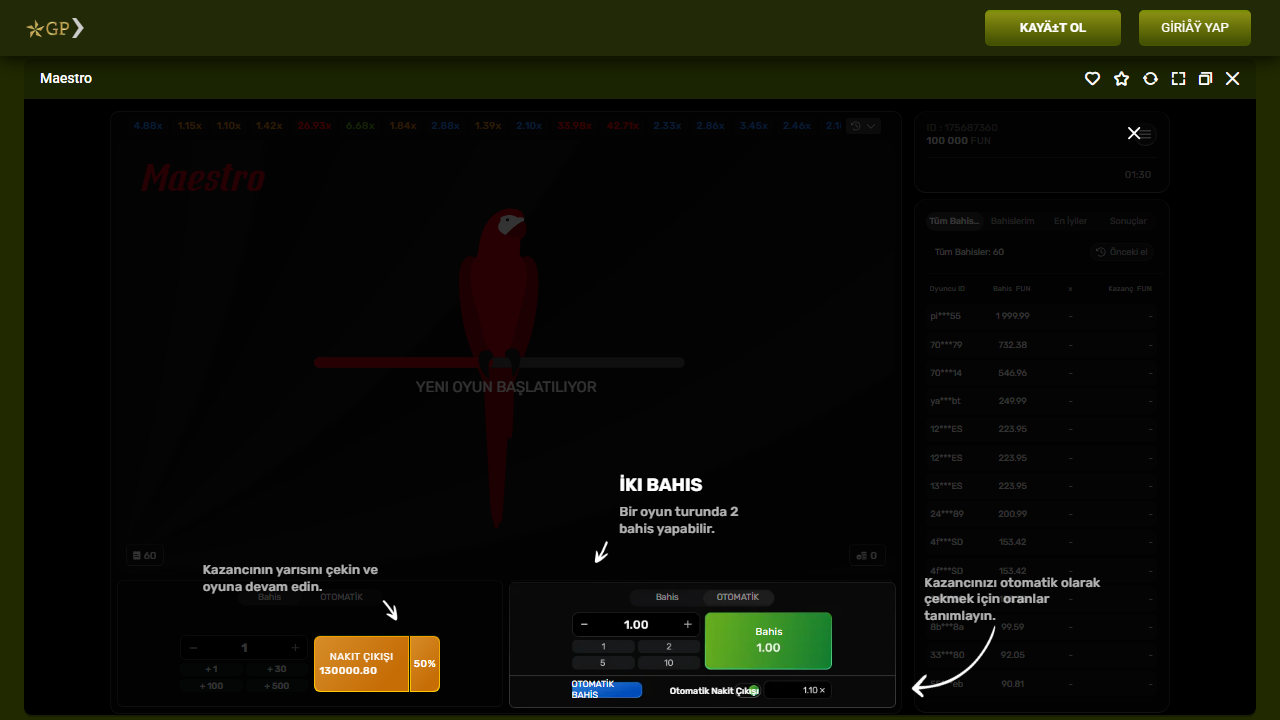 GP
KAYÄ±T OL
GİRİÅŸ YAP
Maestro
4.88x 1.15x 1.10x 1.42x 26.93x 6.68x 1.84x 2.88x 1.39x 2.10x 33.98x 42.71x 2.33x 2.86x 3.45x 2.46x
Maestro
YENİ OYUN BAŞLATILIYOR
İKI BAHIS
Bir oyun turunda 2
bahis yapabilir.
60
0
Kazancının yarısını çekin ve
oyuna devam edin.
Bahis OTOMATİK
− 1 +
+1 +30
+100 +500
NAKIT ÇIKIŞI
130000.80
50%
Bahis OTOMATİK
− 1.00 +
1 2
5 10
Bahis
1.00
OTOMATİK
BAHİS
Otomatik Nakit Çıkışı
1.10 ×
ID : 175687360
100 000 FUN
01:30
Tüm Bahis... Bahislerim En İyiler Sonuçlar
Tüm Bahisler: 60 Önceki el
Oyuncu ID Bahis FUN x Kazanç FUN
pi***55 1 999.99 - -
70***79 732.38 - -
70***14 546.96 - -
ya***bt 249.99 - -
12***ES 223.95 - -
12***ES 223.95 - -
13***ES 223.95 - -
24***89 200.99 - -
4f***SD 153.42 - -
4f***SD 153.42 - -
Kazancınızı otomatik olarak
çekmek için oranlar
tanımlayın.
8b***8a 99.59
33***80 92.05 - -
90.81 -